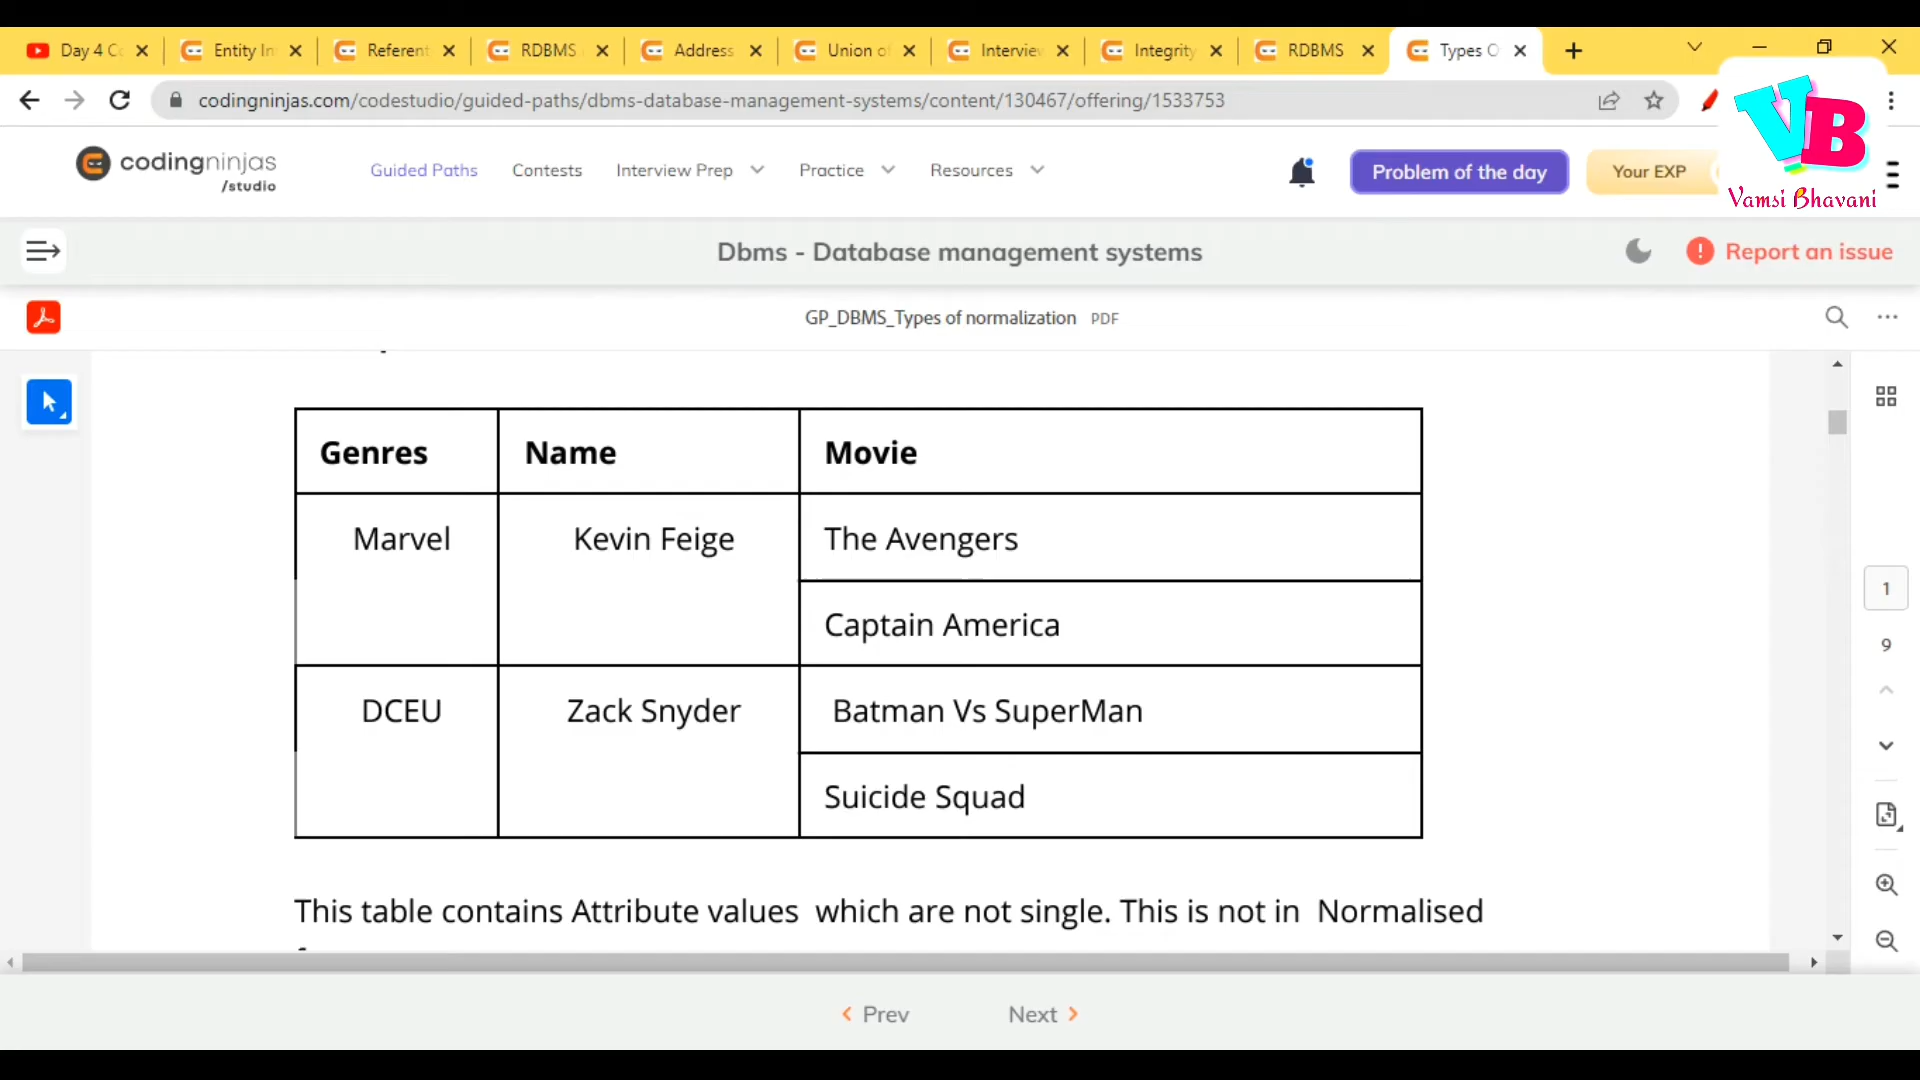 Day 4 C
Entity In
Referent
RDBMS
Address
Union o
Interview
Integrity
RDBMS
Types O
codingninjas.com/codestudio/guided-paths/dbms-database-management-systems/content/130467/offering/1533753
VB
Vamsi Bhavani
codingninjas
/studio
Guided Paths
Contests
Interview Prep
Practice
Resources
Problem of the day
Your EXP
Dbms - Database management systems
Report an issue
GP_DBMS_Types of normalization PDF
Genres Name Movie
Marvel Kevin Feige The Avengers
Captain America
DCEU Zack Snyder Batman Vs SuperMan
Suicide Squad
This table contains Attribute values which are not single. This is not in Normalised
1
9
Prev
Next